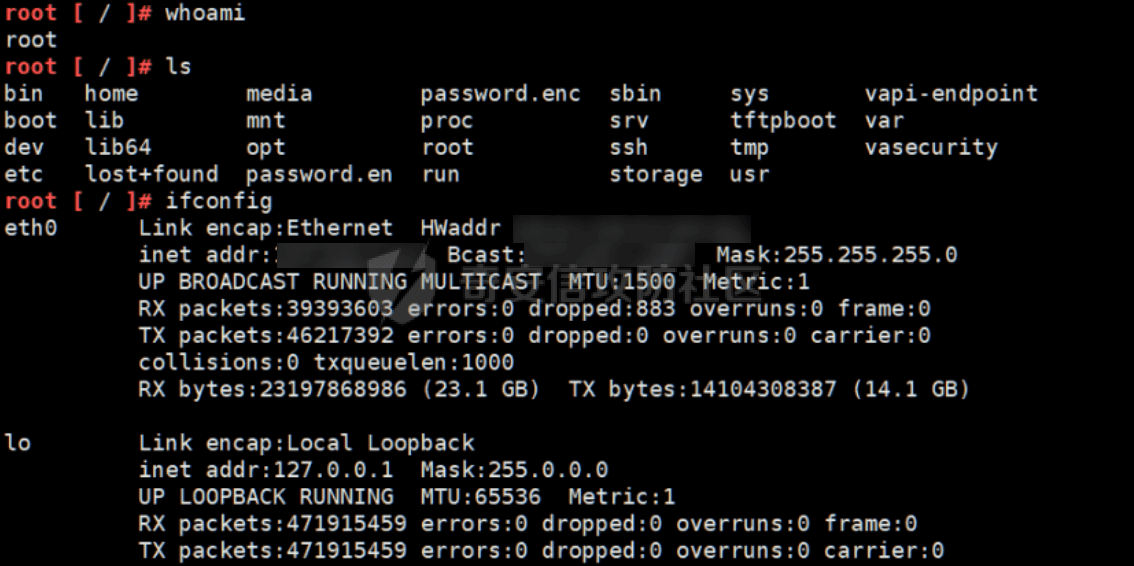 root [ / ]# whoami
root
root [ / ]# ls
bin home media password.enc sbin sys vapi-endpoint
boot lib mnt proc srv tftpboot var
dev lib64 opt root ssh tmp vasecurity
etc lost+found password.en run storage usr
root [ / ]# ifconfig
eth0 Link encap:Ethernet HWaddr
inet addr: Bcast: Mask:255.255.255.0
UP BROADCAST RUNNING MULTICAST MTU:1500 Metric:1
奇安信攻防社区
RX packets:39393603 errors:0 dropped:883 overruns:0 frame:0
TX packets:46217392 errors:0 dropped:0 overruns:0 carrier:0
collisions:0 txqueuelen:1000
RX bytes:23197868986 (23.1 GB) TX bytes:14104308387 (14.1 GB)
lo Link encap:Local Loopback
inet addr:127.0.0.1 Mask:255.0.0.0
UP LOOPBACK RUNNING MTU:65536 Metric:1
RX packets:471915459 errors:0 dropped:0 overruns:0 frame:0
TX packets:471915459 errors:0 dropped:0 overruns:0 carrier:0